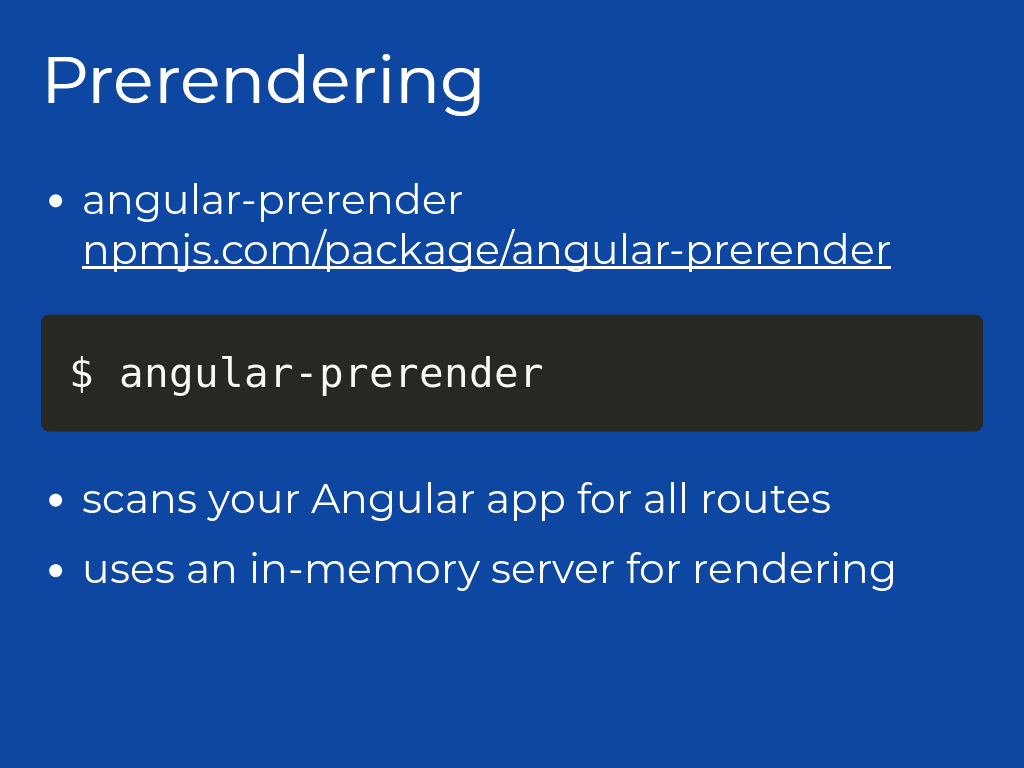 Prerendering
• angular-prerender
npmjs.com/package/angular-prerender
$ angular-prerender
• scans your Angular app for all routes
• uses an in-memory server for rendering